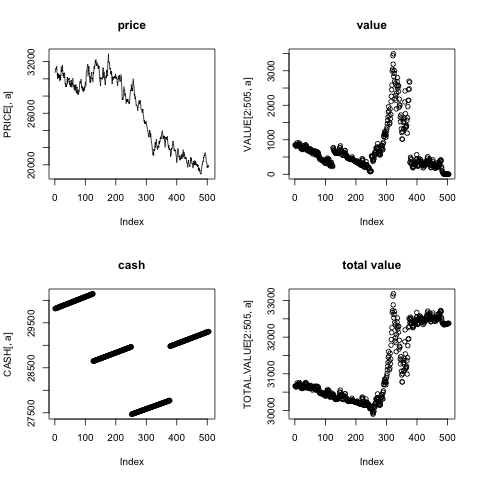 price
PRICE[, a]
20000 26000 32000
0 100 200 300 400 500
Index
value
VALUE[2:505, a]
0 1000 2000 3000
0 100 200 300 400 500
Index
cash
CASH[, a]
27500 28500 29500
0 100 200 300 400 500
Index
total value
TOTAL.VALUE[2:505, a]
30000 31000 32000 33000
0 100 200 300 400 500
Index